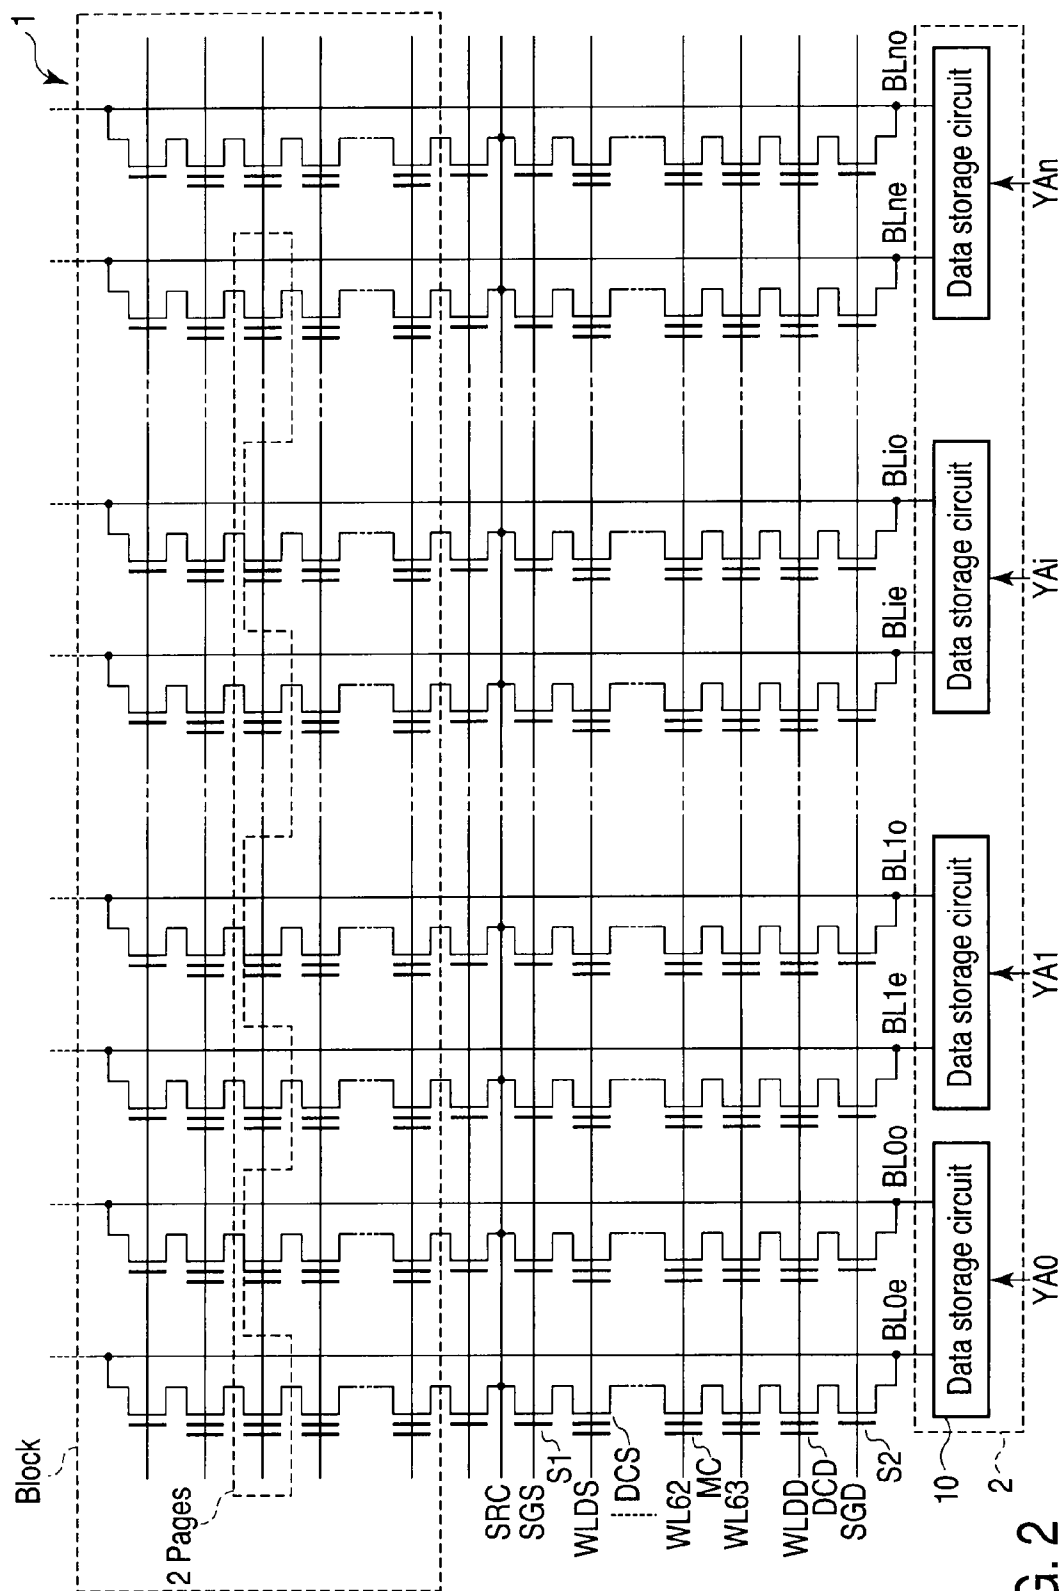 1
Block
2 Pages
SRC
SGS
S1
WLDS
DCS
WL62
MC
WL63
WLDD
DCD
SGD
S2
BL0e
BL0o
BL1e
BL1o
BLie
BLio
BLne
BLno
10
Data storage circuit
Data storage circuit
Data storage circuit
Data storage circuit
2
YA0
YA1
YAi
YAn
G. 2